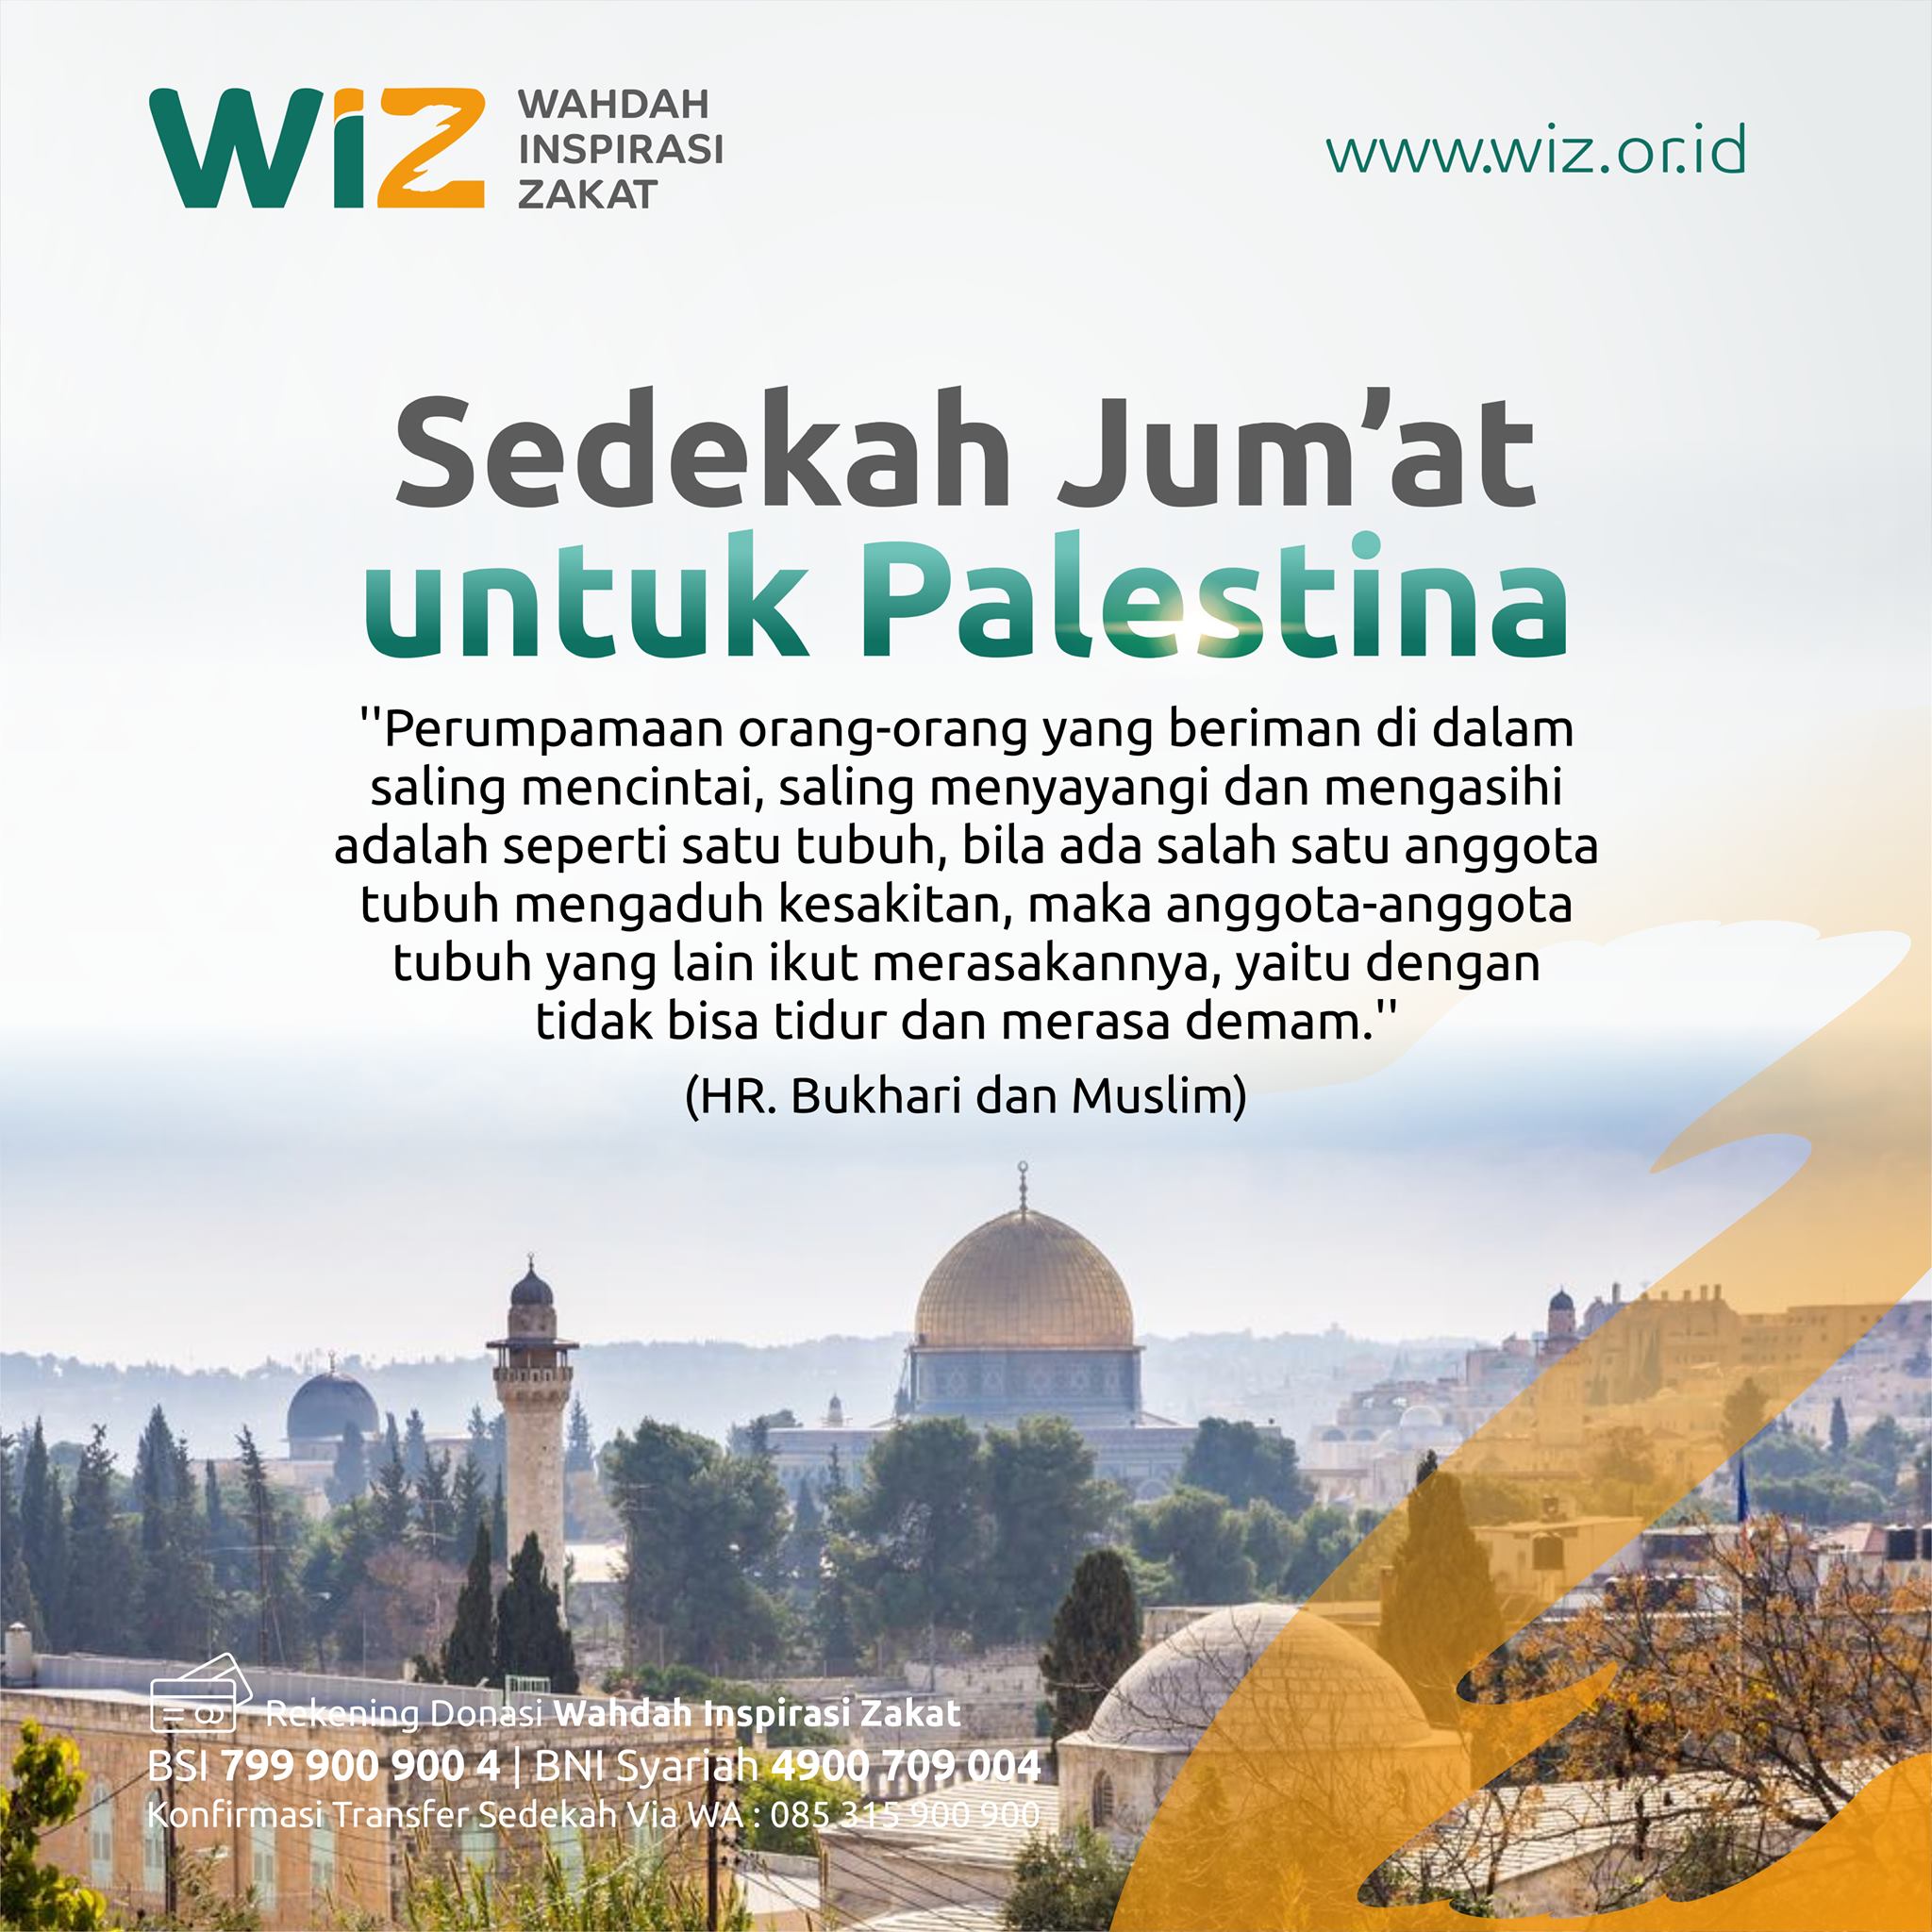 WiZ
WAHDAH
INSPIRASI
ZAKAT
www.wiz.or.id
Sedekah Jum’at
untuk Palestina
''Perumpamaan orang-orang yang beriman di dalam
saling mencintai, saling menyayangi dan mengasihi
adalah seperti satu tubuh, bila ada salah satu anggota
tubuh mengaduh kesakitan, maka anggota-anggota
tubuh yang lain ikut merasakannya, yaitu dengan
tidak bisa tidur dan merasa demam.''
(HR. Bukhari dan Muslim)
Rekening Donasi Wahdah Inspirasi Zakat
BSI 799 900 900 4 | BNI Syariah 4900 709 004
Konfirmasi Transfer Sedekah Via WA : 085 315 900 900